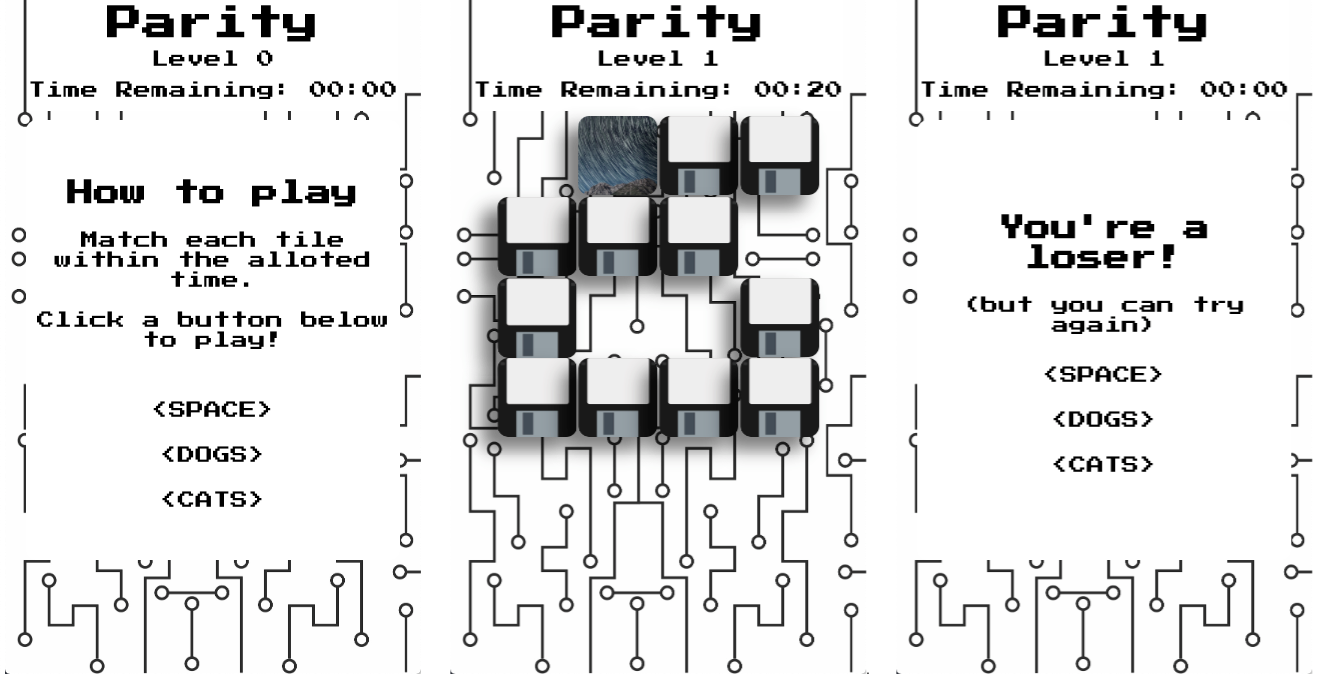 Parity
Level 0
Time Remaining: 00:00
How to play
Match each tile
within the alloted
time.
Click a button below
to play!
<SPACE>
<DOGS>
<CATS>
Parity
Level 1
Time Remaining: 00:20
Parity
Level 1
Time Remaining: 00:00
You're a
loser!
(but you can try
again)
<SPACE>
<DOGS>
<CATS>